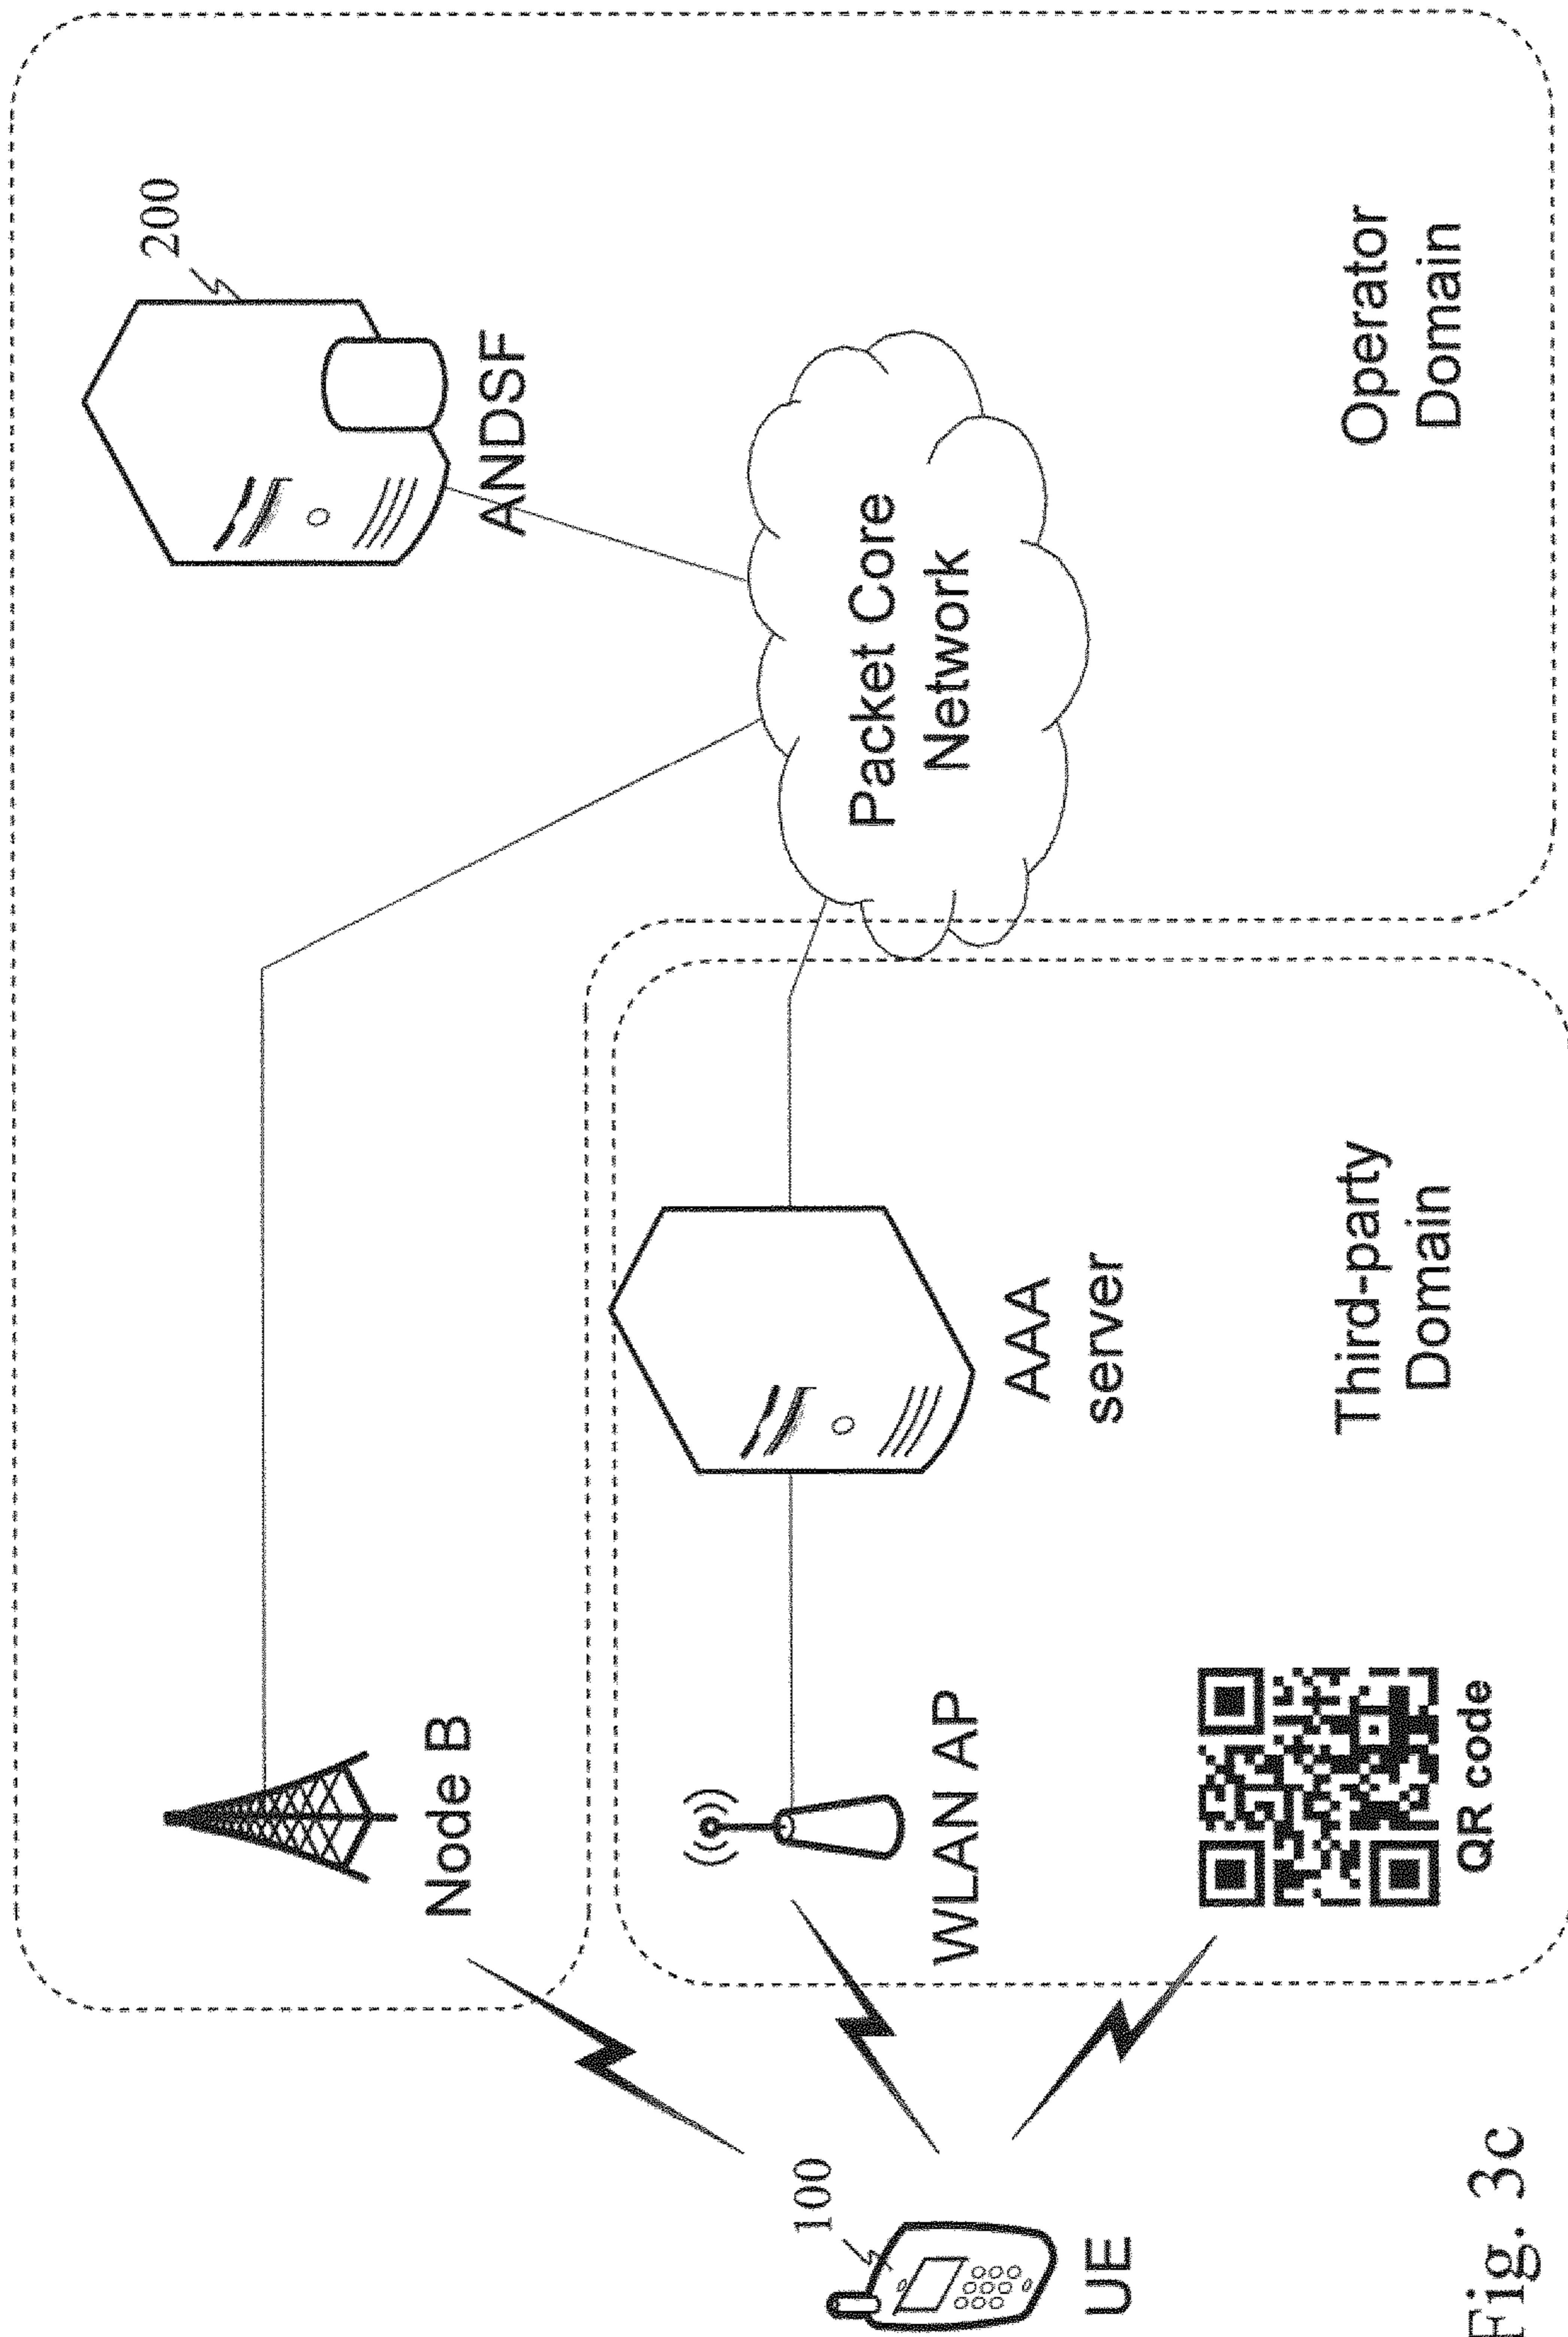 200
ANDSF
Node B
Packet Core
Network
Operator
Domain
100
UE
WLAN AP
AAA
server
QR code
Third-party
Domain
Fig. 3c